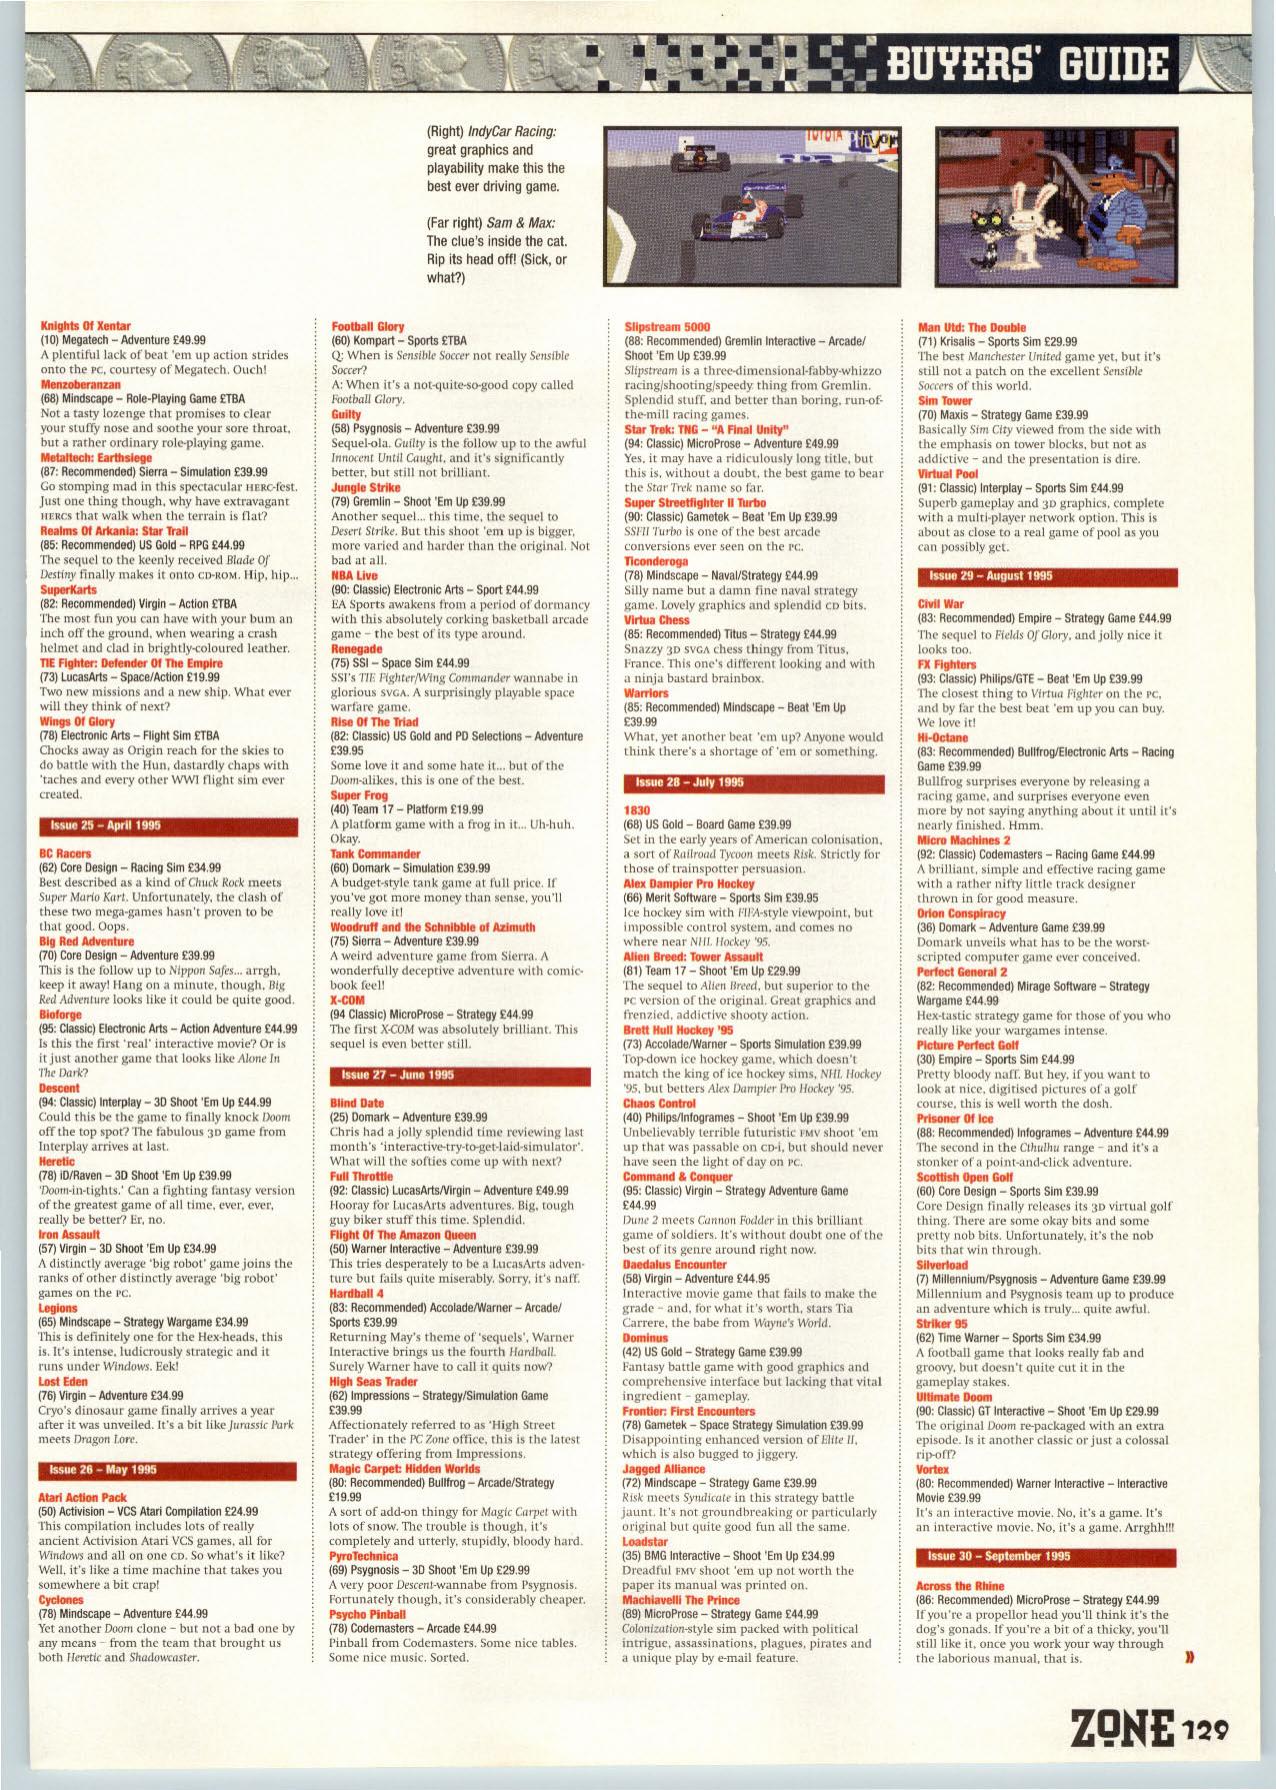 BUYERS' GUIDE
(Right) IndyCar Racing:
great graphics and
playability make this the
best ever driving game.
(Far right) Sam & Max:
The clue's inside the cat.
Rip its head off! (Sick, or
what?)
TOYOTA
Knights Of Xentar
(10) Megatech – Adventure £49.99
A plentiful lack of beat 'em up action strides
onto the PC, courtesy of Megatech. Ouch!
Menzoberanzan
(68) Mindscape – Role-Playing Game £TBA
Not a tasty lozenge that promises to clear
your stuffy nose and soothe your sore throat,
but a rather ordinary role-playing game.
Metaltech: Earthsiege
(87: Recommended) Sierra – Simulation £39.99
Go stomping mad in this spectacular HERC-fest.
Just one thing though, why have extravagant
HERCS that walk when the terrain is flat?
Realms Of Arkania: Star Trail
(85: Recommended) US Gold – RPG £44.99
The sequel to the keenly received Blade Of
Destiny finally makes it onto CD-ROM. Hip, hip...
SuperKarts
(82: Recommended) Virgin – Action £TBA
The most fun you can have with your bum an
inch off the ground, when wearing a crash
helmet and clad in brightly-coloured leather.
TIE Fighter: Defender Of The Empire
(73) LucasArts – Space/Action £19.99
Two new missions and a new ship. What ever
will they think of next?
Wings Of Glory
(78) Electronic Arts – Flight Sim £TBA
Chocks away as Origin reach for the skies to
do battle with the Hun, dastardly chaps with
'taches and every other WWI flight sim ever
created.
Issue 25 – April 1995
BC Racers
(62) Core Design – Racing Sim £34.99
Best described as a kind of Chuck Rock meets
Super Mario Kart. Unfortunately, the clash of
these two mega-games hasn't proven to be
that good. Oops.
Big Red Adventure
(70) Core Design – Adventure £39.99
This is the follow up to Nippon Safes... arrgh,
keep it away! Hang on a minute, though, Big
Red Adventure looks like it could be quite good.
Bioforge
(95: Classic) Electronic Arts – Action Adventure £44.99
Is this the first 'real' interactive movie? Or is
it just another game that looks like Alone In
The Dark?
Descent
(94: Classic) Interplay – 3D Shoot 'Em Up £44.99
Could this be the game to finally knock Doom
off the top spot? The fabulous 3D game from
Interplay arrives at last.
Heretic
(78) iD/Raven – 3D Shoot 'Em Up £39.99
'Doom-in-tights.' Can a fighting fantasy version
of the greatest game of all time, ever, ever,
really be better? Er, no.
Iron Assault
(57) Virgin – 3D Shoot 'Em Up £34.99
A distinctly average 'big robot' game joins the
ranks of other distinctly average 'big robot'
games on the PC.
Legions
(65) Mindscape – Strategy Wargame £34.99
This is definitely one for the Hex-heads, this
is. It's intense, ludicrously strategic and it
runs under Windows. Eek!
Lost Eden
(76) Virgin – Adventure £34.99
Cryo's dinosaur game finally arrives a year
after it was unveiled. It's a bit like Jurassic Park
meets Dragon Lore.
Issue 26 – May 1995
Atari Action Pack
(50) Activision – VCS Atari Compilation £24.99
This compilation includes lots of really
ancient Activision Atari VCS games, all for
Windows and all on one CD. So what's it like?
Well, it's like a time machine that takes you
somewhere a bit crap!
Cyclones
(78) Mindscape – Adventure £44.99
Yet another Doom clone – but not a bad one by
any means – from the team that brought us
both Heretic and Shadowcaster.
Football Glory
(60) Kompart – Sports £TBA
Q: When is Sensible Soccer not really Sensible
Soccer?
A: When it's a not-quite-so-good copy called
Football Glory.
Guilty
(58) Psygnosis – Adventure £39.99
Sequel-ola. Guilty is the follow up to the awful
Innocent Until Caught, and it's significantly
better, but still not brilliant.
Jungle Strike
(79) Gremlin – Shoot 'Em Up £39.99
Another sequel... this time, the sequel to
Desert Strike. But this shoot 'em up is bigger,
more varied and harder than the original. Not
bad at all.
NBA Live
(90: Classic) Electronic Arts – Sport £44.99
EA Sports awakens from a period of dormancy
with this absolutely corking basketball arcade
game – the best of its type around.
Renegade
(75) SSI – Space Sim £44.99
SSI's TIE Fighter/Wing Commander wannabe in
glorious SVGA. A surprisingly playable space
warfare game.
Rise Of The Triad
(82: Classic) US Gold and PD Selections – Adventure
£39.95
Some love it and some hate it... but of the
Doom-alikes, this is one of the best.
Super Frog
(40) Team 17 – Platform £19.99
A platform game with a frog in it... Uh-huh.
Okay.
Tank Commander
(60) Domark – Simulation £39.99
A budget-style tank game at full price. If
you've got more money than sense, you'll
really love it!
Woodruff and the Schnibble of Azimuth
(75) Sierra – Adventure £39.99
A weird adventure game from Sierra. A
wonderfully deceptive adventure with comic-
book feel!
X-COM
(94 Classic) MicroProse – Strategy £44.99
The first X-COM was absolutely brilliant. This
sequel is even better still.
Issue 27 – June 1995
Blind Date
(25) Domark – Adventure £39.99
Chris had a jolly splendid time reviewing last
month's 'interactive-try-to-get-laid-simulator'.
What will the softies come up with next?
Full Throttle
(92: Classic) LucasArts/Virgin – Adventure £49.99
Hooray for LucasArts adventures. Big, tough
guy biker stuff this time. Splendid.
Flight Of The Amazon Queen
(50) Warner Interactive – Adventure £39.99
This tries desperately to be a LucasArts adven-
ture but fails quite miserably. Sorry, it's naff.
Hardball 4
(83: Recommended) Accolade/Warner – Arcade/
Sports £39.99
Returning May's theme of 'sequels', Warner
Interactive brings us the fourth Hardball.
Surely Warner have to call it quits now?
High Seas Trader
(62) Impressions – Strategy/Simulation Game
£39.99
Affectionately referred to as 'High Street
Trader' in the PC Zone office, this is the latest
strategy offering from Impressions.
Magic Carpet: Hidden Worlds
(80: Recommended) Bullfrog – Arcade/Strategy
£19.99
A sort of add-on thingy for Magic Carpet with
lots of snow. The trouble is though, it's
completely and utterly, stupidly, bloody hard.
PyroTechnica
(69) Psygnosis – 3D Shoot 'Em Up £29.99
A very poor Descent-wannabe from Psygnosis.
Fortunately though, it's considerably cheaper.
Psycho Pinball
(78) Codemasters – Arcade £44.99
Pinball from Codemasters. Some nice tables.
Some nice music. Sorted.
Slipstream 5000
(88: Recommended) Gremlin Interactive – Arcade/
Shoot 'Em Up £39.99
Slipstream is a three-dimensional-fabby-whizzo
racing/shooting/speedy thing from Gremlin.
Splendid stuff, and better than boring, run-of-
the-mill racing games.
Star Trek: TNG – "A Final Unity"
(94: Classic) MicroProse – Adventure £49.99
Yes, it may have a ridiculously long title, but
this is, without a doubt, the best game to bear
the Star Trek name so far.
Super Streetfighter II Turbo
(90: Classic) Gametek – Beat 'Em Up £39.99
SSFII Turbo is one of the best arcade
conversions ever seen on the PC.
Ticonderoga
(78) Mindscape – Naval/Strategy £44.99
Silly name but a damn fine naval strategy
game. Lovely graphics and splendid CD bits.
Virtua Chess
(85: Recommended) Titus – Strategy £44.99
Snazzy 3D SVGA chess thingy from Titus,
France. This one's different looking and with
a ninja bastard brainbox.
Warriors
(85: Recommended) Mindscape – Beat 'Em Up
£39.99
What, yet another beat 'em up? Anyone would
think there's a shortage of 'em or something.
Issue 28 – July 1995
1830
(68) US Gold – Board Game £39.99
Set in the early years of American colonisation,
a sort of Railroad Tycoon meets Risk. Strictly for
those of trainspotter persuasion.
Alex Dampier Pro Hockey
(66) Merit Software – Sports Sim £39.95
Ice hockey sim with FIFA-style viewpoint, but
impossible control system, and comes no
where near NHL Hockey '95.
Alien Breed: Tower Assault
(81) Team 17 – Shoot 'Em Up £29.99
The sequel to Alien Breed, but superior to the
PC version of the original. Great graphics and
frenzied, addictive shooty action.
Brett Hull Hockey '95
(73) Accolade/Warner – Sports Simulation £39.99
Top-down ice hockey game, which doesn't
match the king of ice hockey sims, NHL Hockey
'95, but betters Alex Dampier Pro Hockey '95.
Chaos Control
(40) Philips/Infogrames – Shoot 'Em Up £39.99
Unbelievably terrible futuristic FMV shoot 'em
up that was passable on CD-i, but should never
have seen the light of day on PC.
Command & Conquer
(95: Classic) Virgin – Strategy Adventure Game
£44.99
Dune 2 meets Cannon Fodder in this brilliant
game of soldiers. It's without doubt one of the
best of its genre around right now.
Daedalus Encounter
(58) Virgin – Adventure £44.95
Interactive movie game that fails to make the
grade – and, for what it's worth, stars Tia
Carrere, the babe from Wayne's World.
Dominus
(42) US Gold – Strategy Game £39.99
Fantasy battle game with good graphics and
comprehensive interface but lacking that vital
ingredient – gameplay.
Frontier: First Encounters
(78) Gametek – Space Strategy Simulation £39.99
Disappointing enhanced version of Elite II,
which is also bugged to jiggery.
Jagged Alliance
(72) Mindscape – Strategy Game £39.99
Risk meets Syndicate in this strategy battle
jaunt. It's not groundbreaking or particularly
original but quite good fun all the same.
Loadstar
(35) BMG Interactive – Shoot 'Em Up £34.99
Dreadful FMV shoot 'em up not worth the
paper its manual was printed on.
Machiavelli The Prince
(89) MicroProse – Strategy Game £44.99
Colonization-style sim packed with political
intrigue, assassinations, plagues, pirates and
a unique play by e-mail feature.
Man Utd: The Double
(71) Krisalis – Sports Sim £29.99
The best Manchester United game yet, but it's
still not a patch on the excellent Sensible
Soccers of this world.
Sim Tower
(70) Maxis – Strategy Game £39.99
Basically Sim City viewed from the side with
the emphasis on tower blocks, but not as
addictive – and the presentation is dire.
Virtual Pool
(91: Classic) Interplay – Sports Sim £44.99
Superb gameplay and 3D graphics, complete
with a multi-player network option. This is
about as close to a real game of pool as you
can possibly get.
Issue 29 – August 1995
Civil War
(83: Recommended) Empire – Strategy Game £44.99
The sequel to Fields Of Glory, and jolly nice it
looks too.
FX Fighters
(93: Classic) Philips/GTE – Beat 'Em Up £39.99
The closest thing to Virtua Fighter on the PC,
and by far the best beat 'em up you can buy.
We love it!
Hi-Octane
(83: Recommended) Bullfrog/Electronic Arts – Racing
Game £39.99
Bullfrog surprises everyone by releasing a
racing game, and surprises everyone even
more by not saying anything about it until it's
nearly finished. Hmm.
Micro Machines 2
(92: Classic) Codemasters – Racing Game £44.99
A brilliant, simple and effective racing game
with a rather nifty little track designer
thrown in for good measure.
Orion Conspiracy
(36) Domark – Adventure Game £39.99
Domark unveils what has to be the worst-
scripted computer game ever conceived.
Perfect General 2
(82: Recommended) Mirage Software – Strategy
Wargame £44.99
Hex-tastic strategy game for those of you who
really like your wargames intense.
Picture Perfect Golf
(30) Empire – Sports Sim £44.99
Pretty bloody naff. But hey, if you want to
look at nice, digitised pictures of a golf
course, this is well worth the dosh.
Prisoner Of Ice
(88: Recommended) Infogrames – Adventure £44.99
The second in the Cthulhu range – and it's a
stonker of a point-and-click adventure.
Scottish Open Golf
(60) Core Design – Sports Sim £39.99
Core Design finally releases its 3D virtual golf
thing. There are some okay bits and some
pretty nob bits. Unfortunately, it's the nob
bits that win through.
Silverload
(7) Millennium/Psygnosis – Adventure Game £39.99
Millennium and Psygnosis team up to produce
an adventure which is truly... quite awful.
Striker 95
(62) Time Warner – Sports Sim £34.99
A football game that looks really fab and
groovy, but doesn't quite cut it in the
gameplay stakes.
Ultimate Doom
(90: Classic) GT Interactive – Shoot 'Em Up £29.99
The original Doom re-packaged with an extra
episode. Is it another classic or just a colossal
rip-off?
Vortex
(80: Recommended) Warner Interactive – Interactive
Movie £39.99
It's an interactive movie. No, it's a game. It's
an interactive movie. No, it's a game. Arrghh!!!
Issue 30 – September 1995
Across the Rhine
(86: Recommended) MicroProse – Strategy £44.99
If you're a propellor head you'll think it's the
dog's gonads. If you're a bit of a thicky, you'll
still like it, once you work your way through
the laborious manual, that is.
ZONE 129